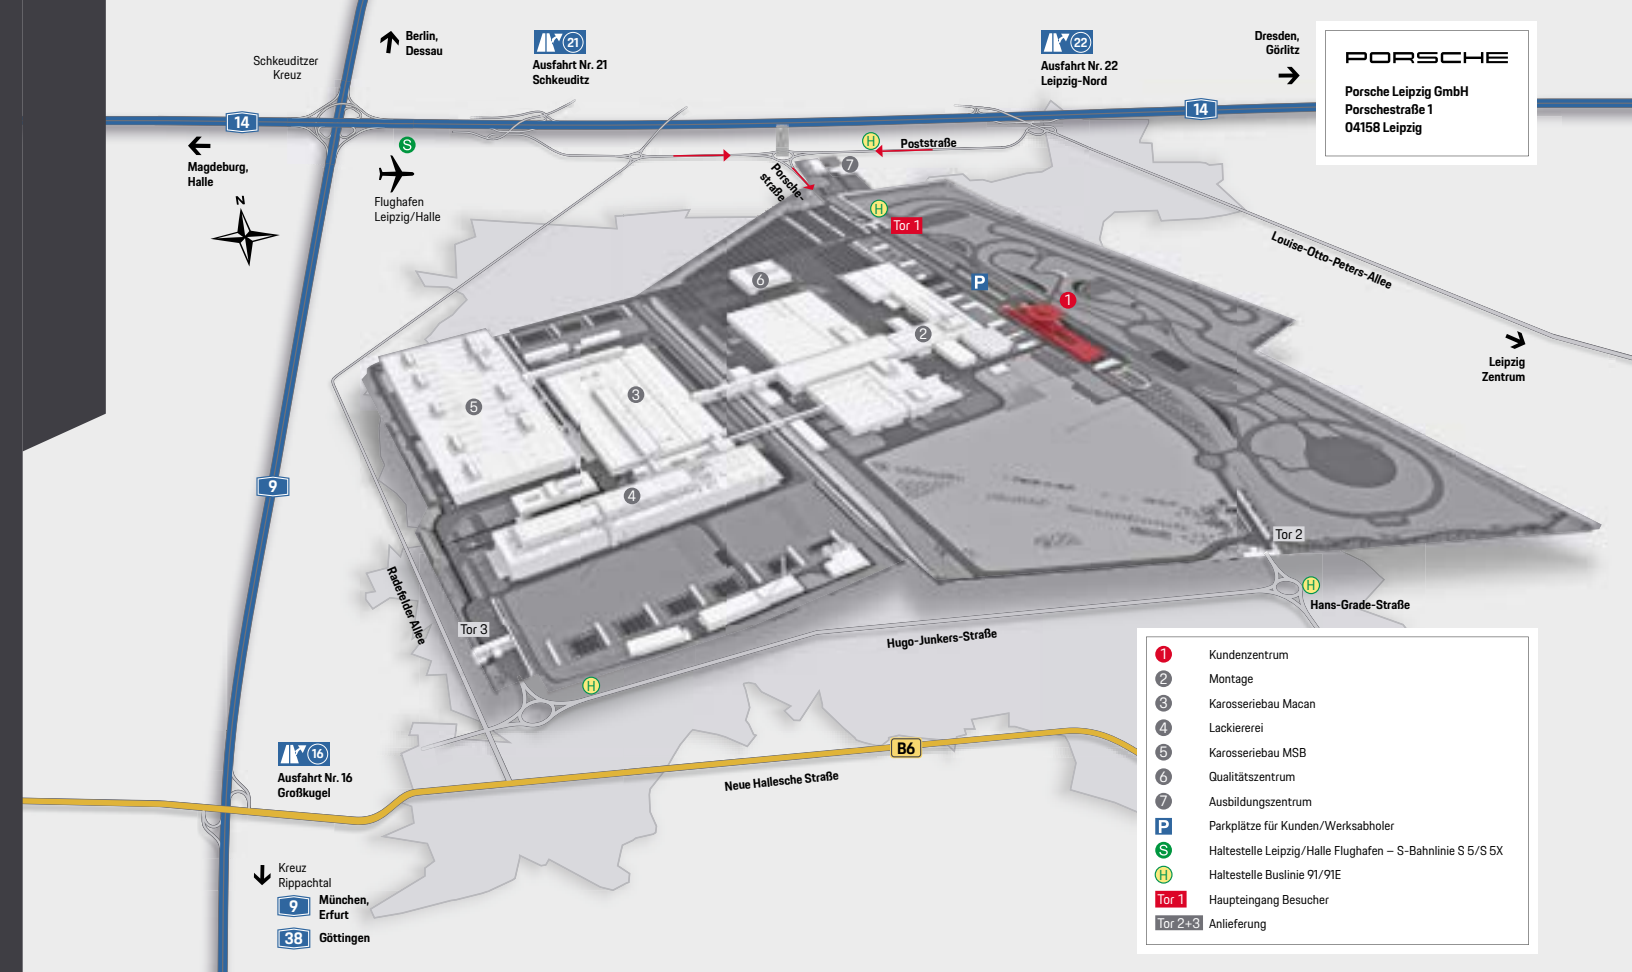 Berlin,
Dessau
21
Ausfahrt Nr. 21
Schkeuditz
22
Ausfahrt Nr. 22
Leipzig-Nord
Dresden,
Görlitz
PORSCHE
Porsche Leipzig GmbH
Porschestraße 1
04158 Leipzig
Schkeuditzer
Kreuz
14
14
Magdeburg,
Halle
S
Flughafen
Leipzig/Halle
N
H
Poststraße
Porsche-
straße
7
H
Tor 1
P
1
6
2
3
5
4
Louise-Otto-Peters-Allee
Leipzig
Zentrum
9
Radefelder Allee
Tor 2
H
Hans-Grade-Straße
Tor 3
H
Hugo-Junkers-Straße
B6
Neue Hallesche Straße
16
Ausfahrt Nr. 16
Großkugel
Kreuz
Rippachtal
9 München,
Erfurt
38 Göttingen
1 Kundenzentrum
2 Montage
3 Karosseriebau Macan
4 Lackiererei
5 Karosseriebau MSB
6 Qualitätszentrum
7 Ausbildungszentrum
P Parkplätze für Kunden/Werksabholer
S Haltestelle Leipzig/Halle Flughafen – S-Bahnlinie S 5/S 5X
H Haltestelle Buslinie 91/91E
Tor 1 Haupteingang Besucher
Tor 2+3 Anlieferung